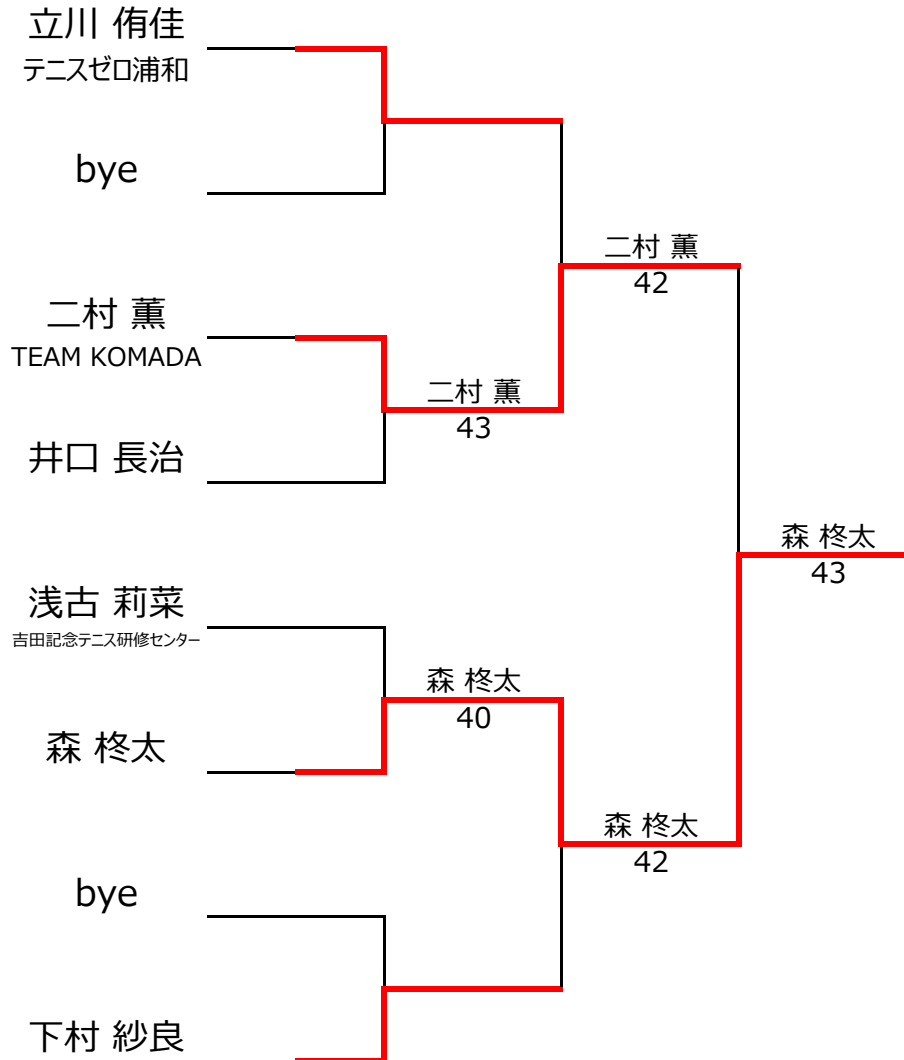 立川 侑佳
テニスゼロ浦和
bye
二村 薫
42
二村 薫
TEAM KOMADA
二村 薫
43
井口 長治
森 柊太
43
浅古 莉菜
吉田記念テニス研修センター
森 柊太
40
森 柊太
森 柊太
42
bye
下村 紗良